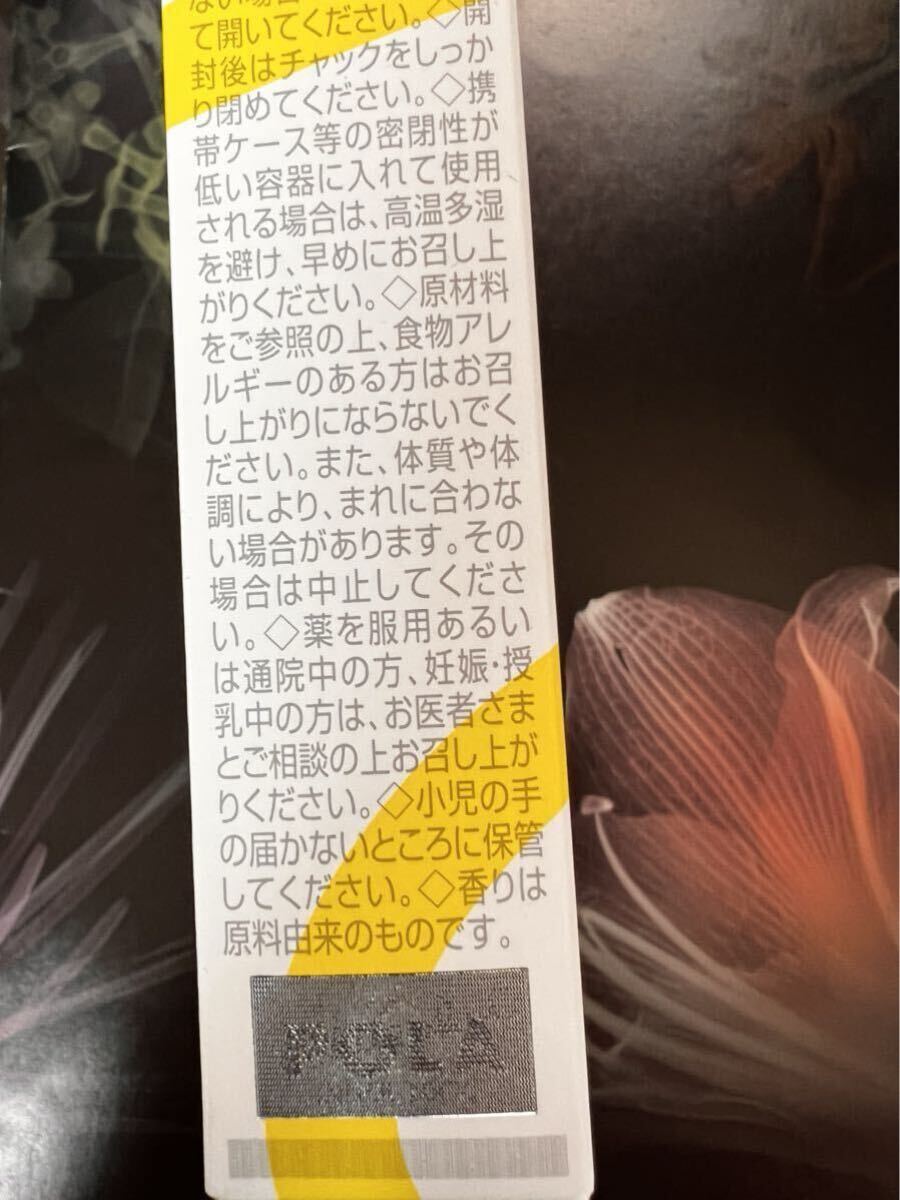 ない場合
て開いてください。◇開
封後はチャックをしっか
り閉めてください。◇携
帯ケース等の密閉性が
低い容器に入れて使用
される場合は、高温多湿
を避け、早めにお召し上
がりください。◇原材料
をご参照の上、食物アレ
ルギーのある方はお召
し上がりにならないでく
ださい。また、体質や体
調により、まれに合わな
い場合があります。その
場合は中止してくださ
い。◇薬を服用あるい
は通院中の方、妊娠・授
乳中の方は、お医者さま
とご相談の上お召し上が
りください。◇小児の手
の届かないところに保管
してください。◇香りは
原料由来のものです。
POLA